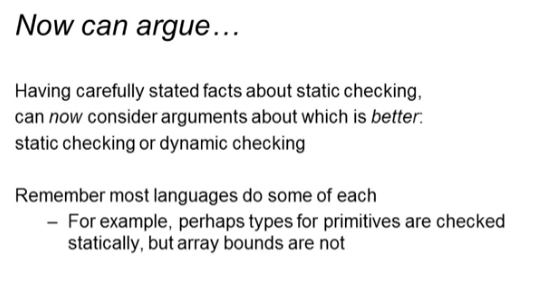 Now can argue…
Having carefully stated facts about static checking,
can now consider arguments about which is better:
static checking or dynamic checking
Remember most languages do some of each
– For example, perhaps types for primitives are checked
statically, but array bounds are not